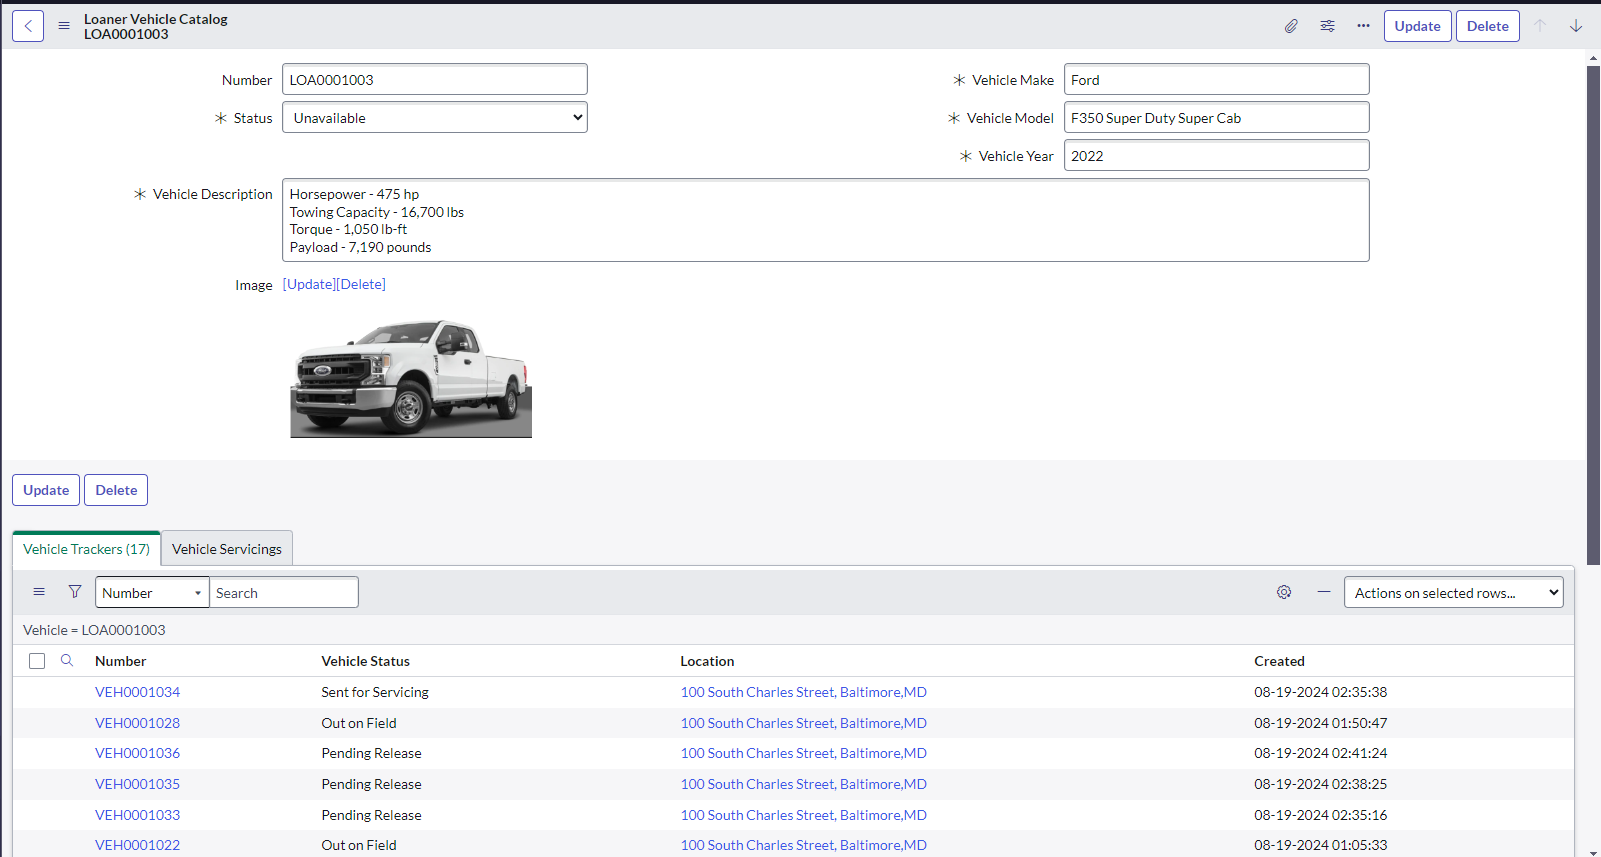 Loaner Vehicle Catalog
LOA0001003
Update
Delete
Number
LOA0001003
Status
Unavailable
Vehicle Make
Ford
Vehicle Model
F350 Super Duty Super Cab
Vehicle Year
2022
Vehicle Description
Horsepower - 475 hp
Towing Capacity - 16,700 lbs
Torque - 1,050 lb-ft
Payload - 7,190 pounds
Image [Update][Delete]
Ford
Update
Delete
Vehicle Trackers (17)
Vehicle Servicings
Number
Search
Actions on selected rows...
Vehicle = LOA0001003
Number Vehicle Status Location Created
VEH0001034 Sent for Servicing 100 South Charles Street, Baltimore,MD 08-19-2024 02:35:38
VEH0001028 Out on Field 100 South Charles Street, Baltimore,MD 08-19-2024 01:50:47
VEH0001036 Pending Release 100 South Charles Street, Baltimore,MD 08-19-2024 02:41:24
VEH0001035 Pending Release 100 South Charles Street, Baltimore,MD 08-19-2024 02:38:25
VEH0001033 Pending Release 100 South Charles Street, Baltimore,MD 08-19-2024 02:35:16
VEH0001022 Out on Field 100 South Charles Street, Baltimore,MD 08-19-2024 01:05:33